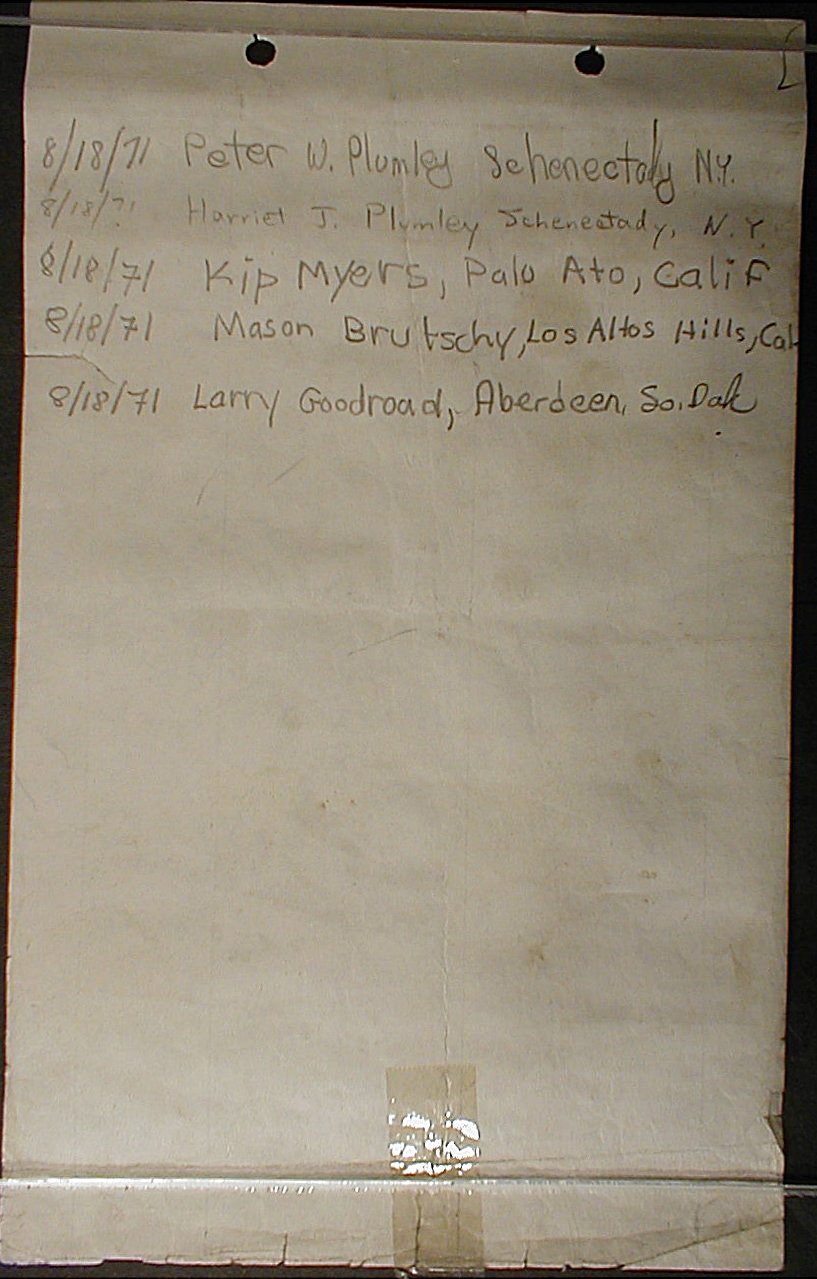 8/18/71 Peter W. Plumley Schenectady N.Y.
8/18/71 Harriet J. Plumley Schenectady, N.Y.
8/18/71 Kip Myers, Palo Ato, Calif
8/18/71 Mason Brutschy, Los Altos Hills, Cal
8/18/71 Larry Goodroad, Aberdeen, So. Dak